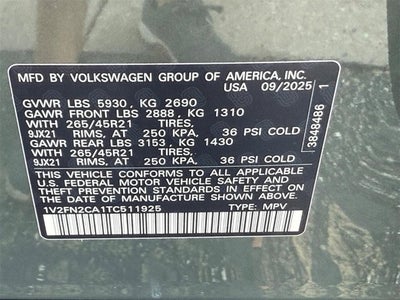 MFD BY VOLKSWAGEN GROUP OF AMERICA, INC.
USA 09/2025
GVWR LBS 5930, KG 2690
GAWR FRONT LBS 2888, KG 1310
WITH 265/45R21 TIRES,
9JX21 RIMS, AT 250 KPA, 36 PSI COLD
GAWR REAR LBS 3153, KG 1430
WITH 265/45R21 TIRES,
9JX21 RIMS, AT 250 KPA, 36 PSI COLD
THIS VEHICLE CONFORMS TO ALL APPLICABLE
U.S. FEDERAL MOTOR VEHICLE SAFETY AND
THEFT PREVENTION STANDARDS IN EFFECT ON THE
DATE OF MANUFACTURE SHOWN ABOVE.
1V2FN2CA1TC511925 TYPE: MPV
3848486 1